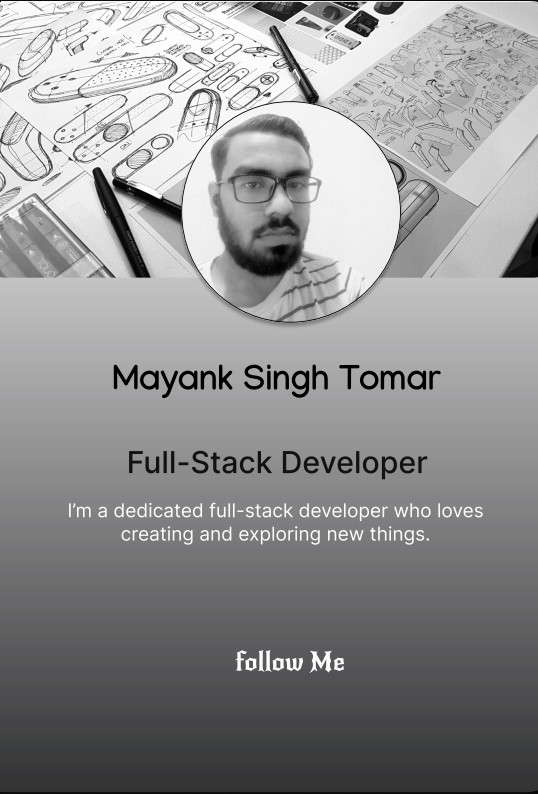 Mayank Singh Tomar
Full-Stack Developer
I'm a dedicated full-stack developer who loves
creating and exploring new things.
follow Me